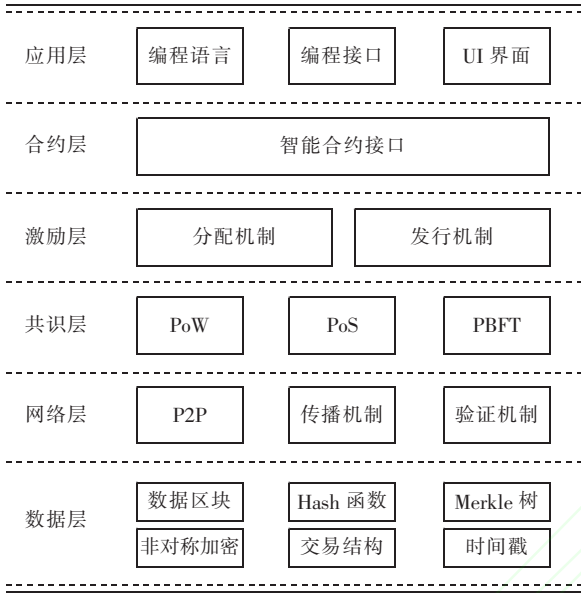 应用层 编程语言 编程接口 UI 界面
合约层 智能合约接口
激励层 分配机制 发行机制
共识层 PoW PoS PBFT
网络层 P2P 传播机制 验证机制
数据层
数据区块 Hash 函数 Merkle 树
非对称加密 交易结构 时间戳